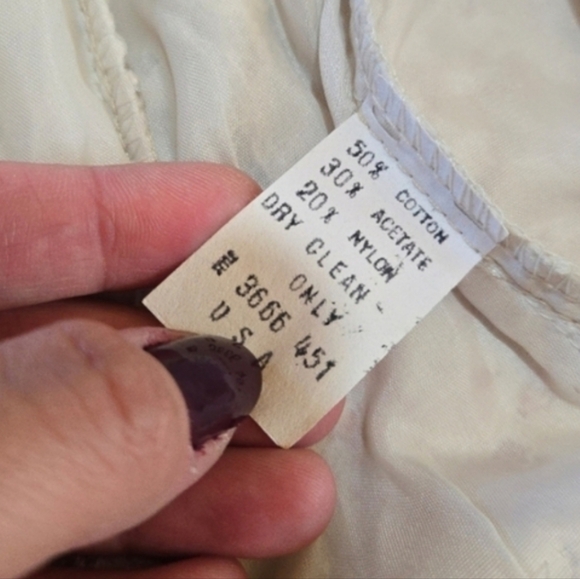 50% COTTON
30% ACETATE
20% NYLON
DRY CLEAN
ONLY
3666 451
U S A